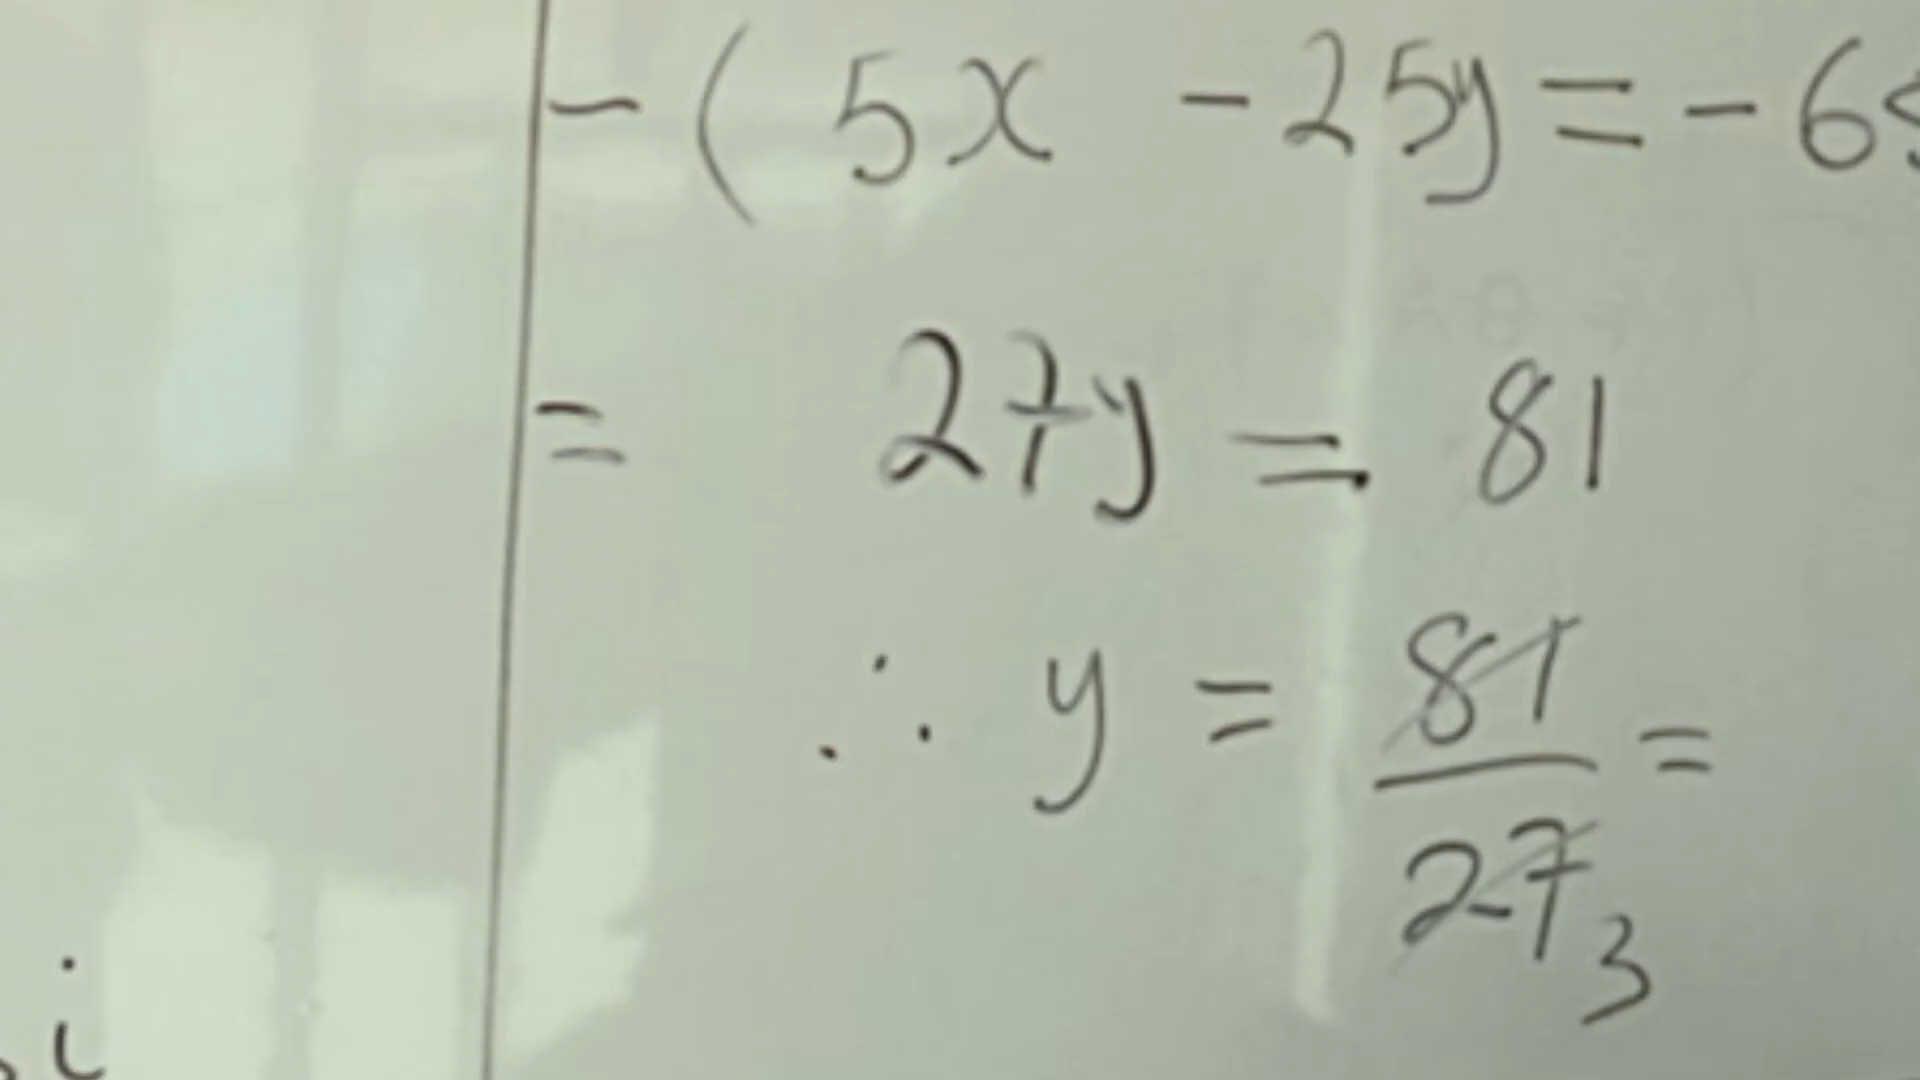 - ( 5x - 25y = - 6
= 27y = 81
∴ y = 81/27 =
3
i